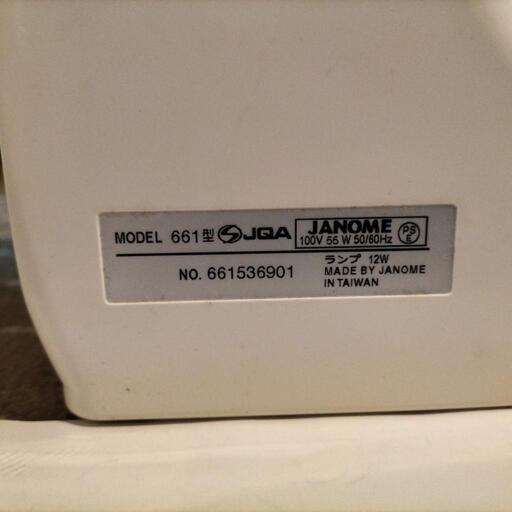 MODEL 661型 JQA JANOME
100V 55 W 50/60Hz
PS
E
NO. 661536901
ランプ 12W
MADE BY JANOME
IN TAIWAN